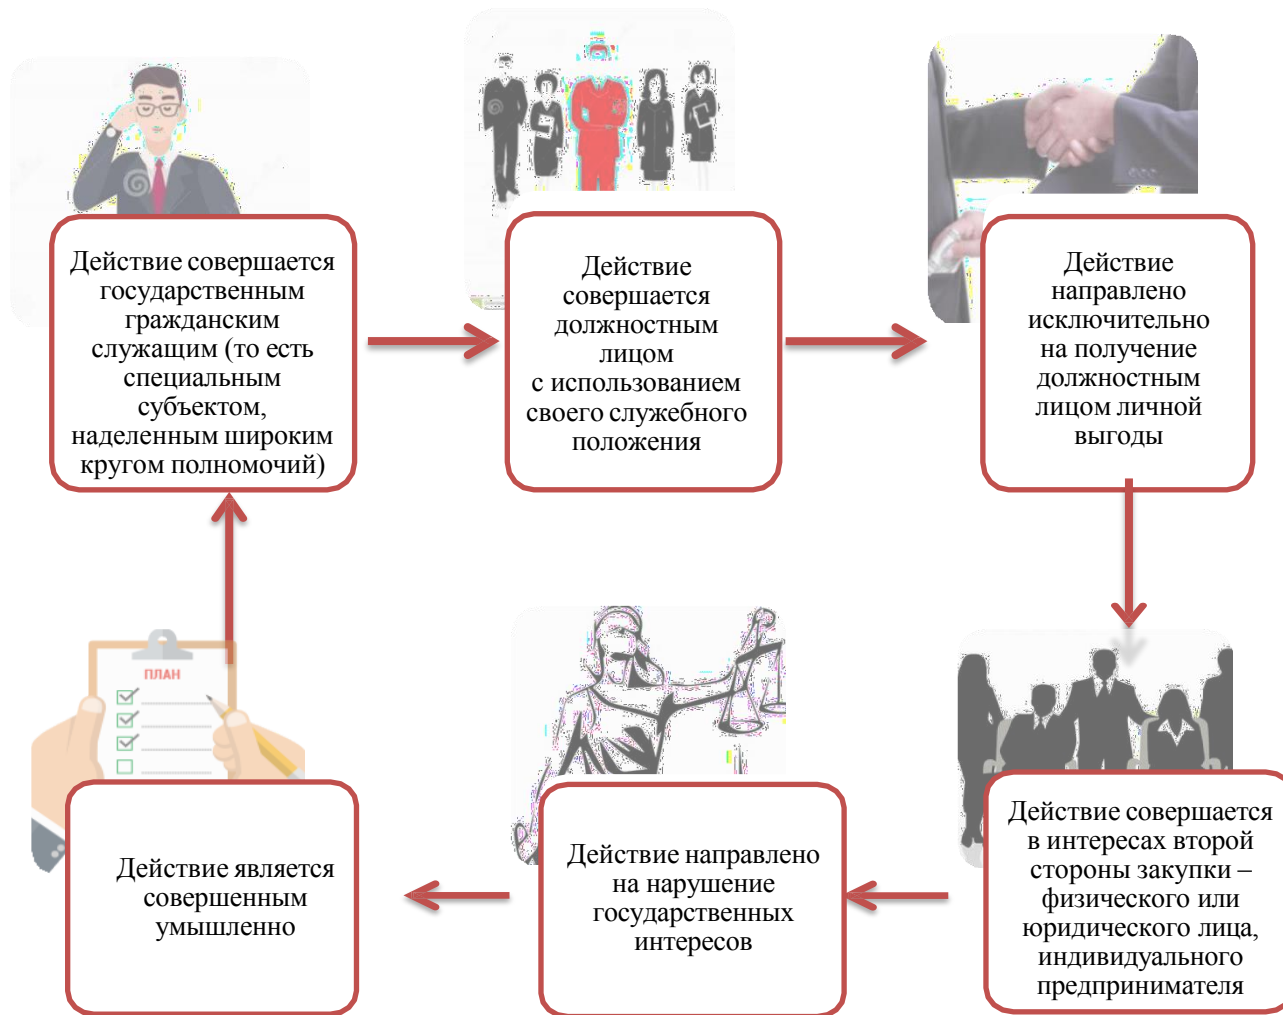 Действие совершается
государственным
гражданским
служащим (то есть
специальным
субъектом,
наделенным широким
кругом полномочий)
Действие
совершается
должностным
лицом
с использованием
своего служебного
положения
Действие
направлено
исключительно
на получение
должностным
лицом личной
выгоды
Действие совершается
в интересах второй
стороны закупки –
физического или
юридического лица,
индивидуального
предпринимателя
Действие направлено
на нарушение
государственных
интересов
ПЛАН
Действие является
совершенным
умышленно